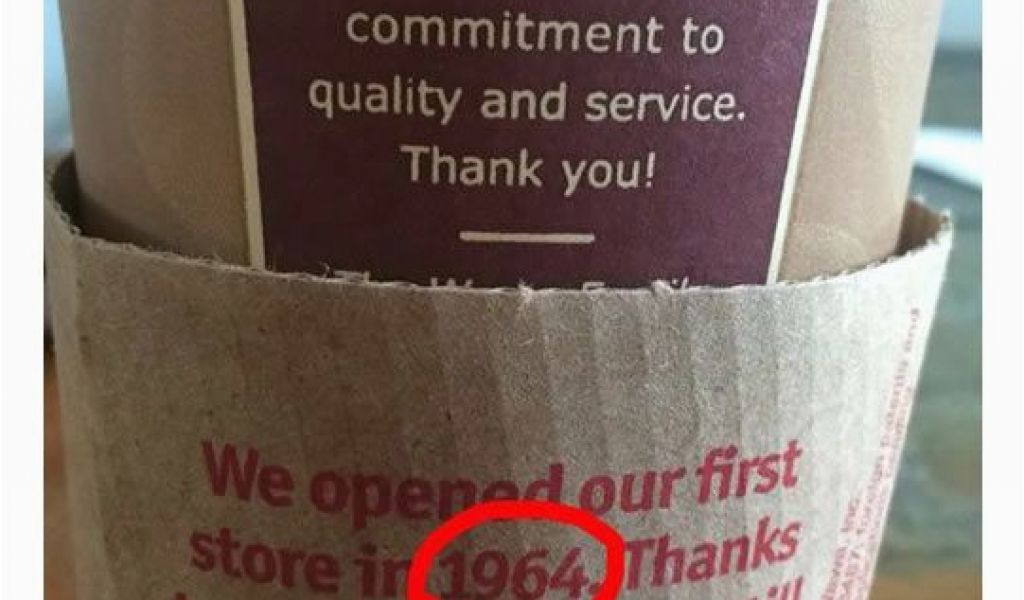 commitment to
quality and service.
Thank you!
We opened our first
store in 1964. Thanks